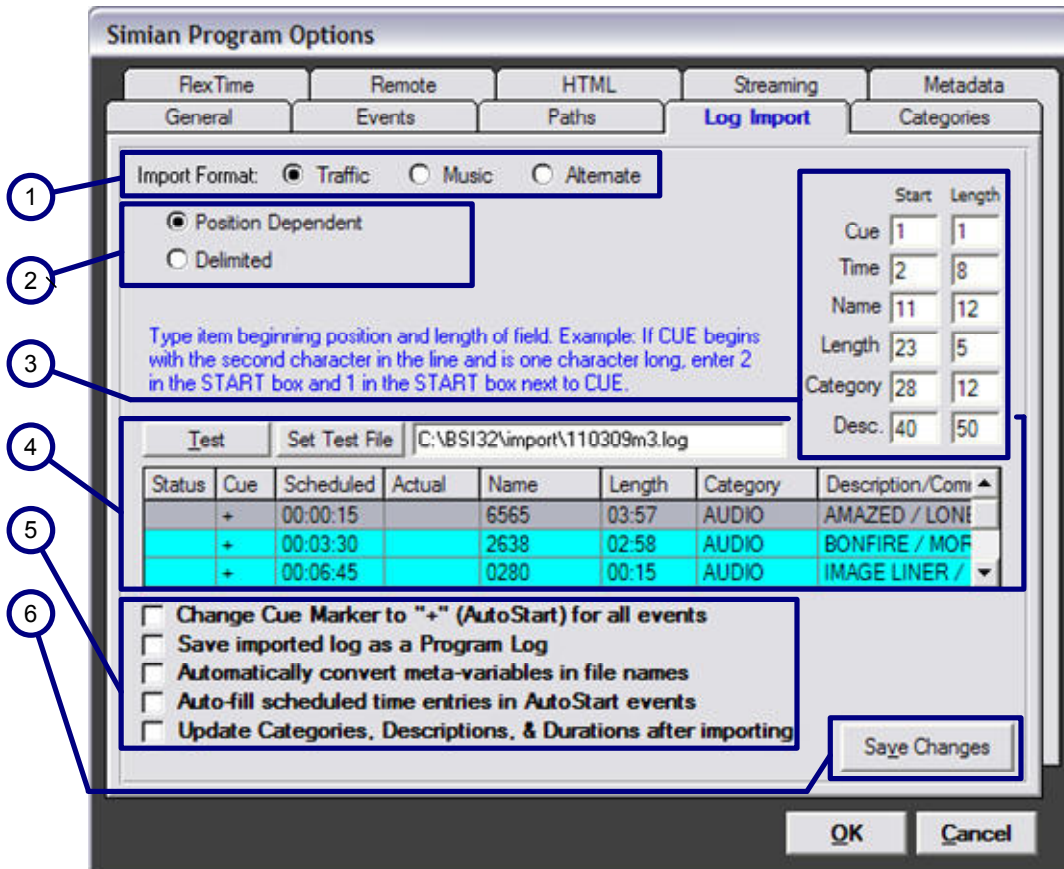 Simian Program Options
FlexTime Remote HTML Streaming Metadata
General Events Paths Log Import Categories
1
Import Format: Traffic Music Alternate
2
Position Dependent
Delimited
Start Length
Cue 1 1
Time 2 8
Name 11 12
Length 23 5
Category 28 12
Desc. 40 50
3
Type item beginning position and length of field. Example: If CUE begins
with the second character in the line and is one character long, enter 2
in the START box and 1 in the START box next to CUE.
4
Test Set Test File C:\BSI32\import\110309m3.log
Status Cue Scheduled Actual Name Length Category Description/Com
+ 00:00:15 6565 03:57 AUDIO AMAZED / LONE
+ 00:03:30 2638 02:58 AUDIO BONFIRE / MOR
+ 00:06:45 0280 00:15 AUDIO IMAGE LINER /
5
Change Cue Marker to "+" (AutoStart) for all events
Save imported log as a Program Log
Automatically convert meta-variables in file names
Auto-fill scheduled time entries in AutoStart events
Update Categories, Descriptions, & Durations after importing
6
Save Changes
OK Cancel